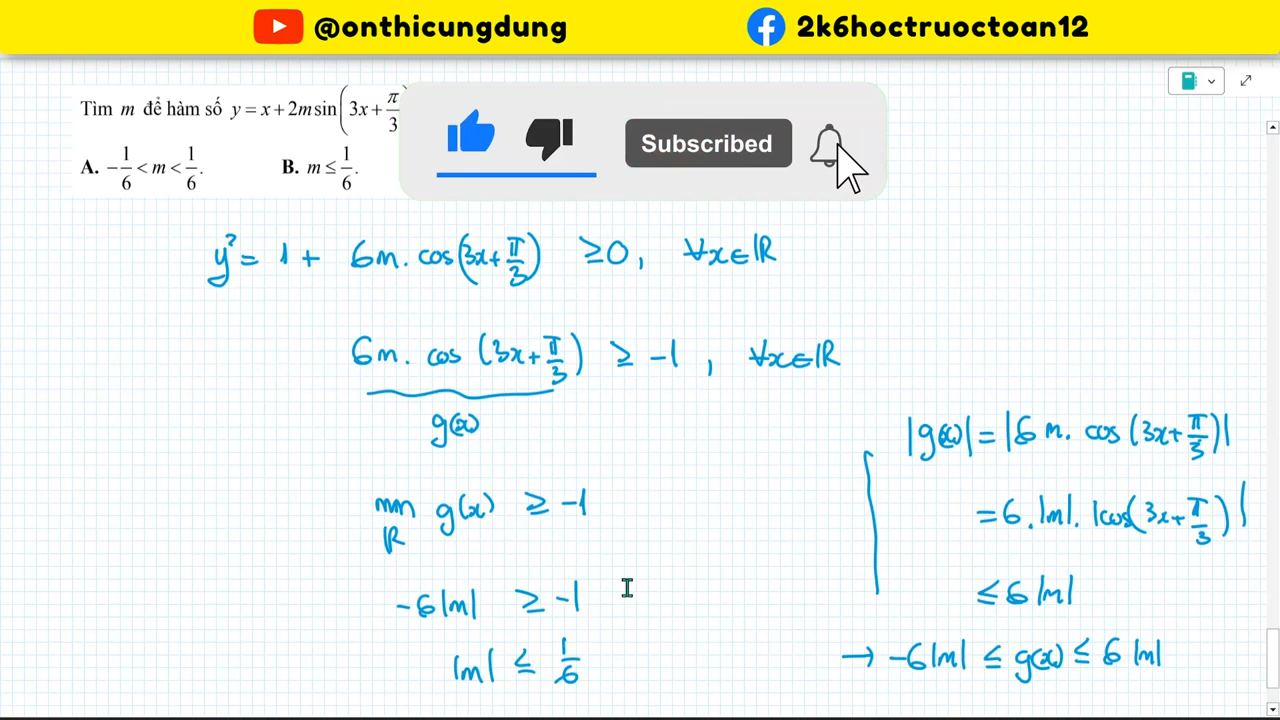 @onthicungdung 2k6hoctruoctoan12
Tìm m để hàm số y = x + 2m sin(3x + π/3)
A. -1/6 < m < 1/6. B. m ≤ 1/6.
Subscribed
y' = 1 + 6m. cos(3x+π/3) ≥0, ∀x∈ℝ
6m. cos (3x+π/3) ≥ -1, ∀x∈ℝ
g(x)
|g(x)| = |6m. cos(3x+π/3)|
min g(x) ≥ -1
ℝ
= 6.|m|. |cos(3x+π/3)|
-6|m| ≥ -1
≤ 6|m|
|m| ≤ 1/6
→ -6|m| ≤ g(x) ≤ 6|m|